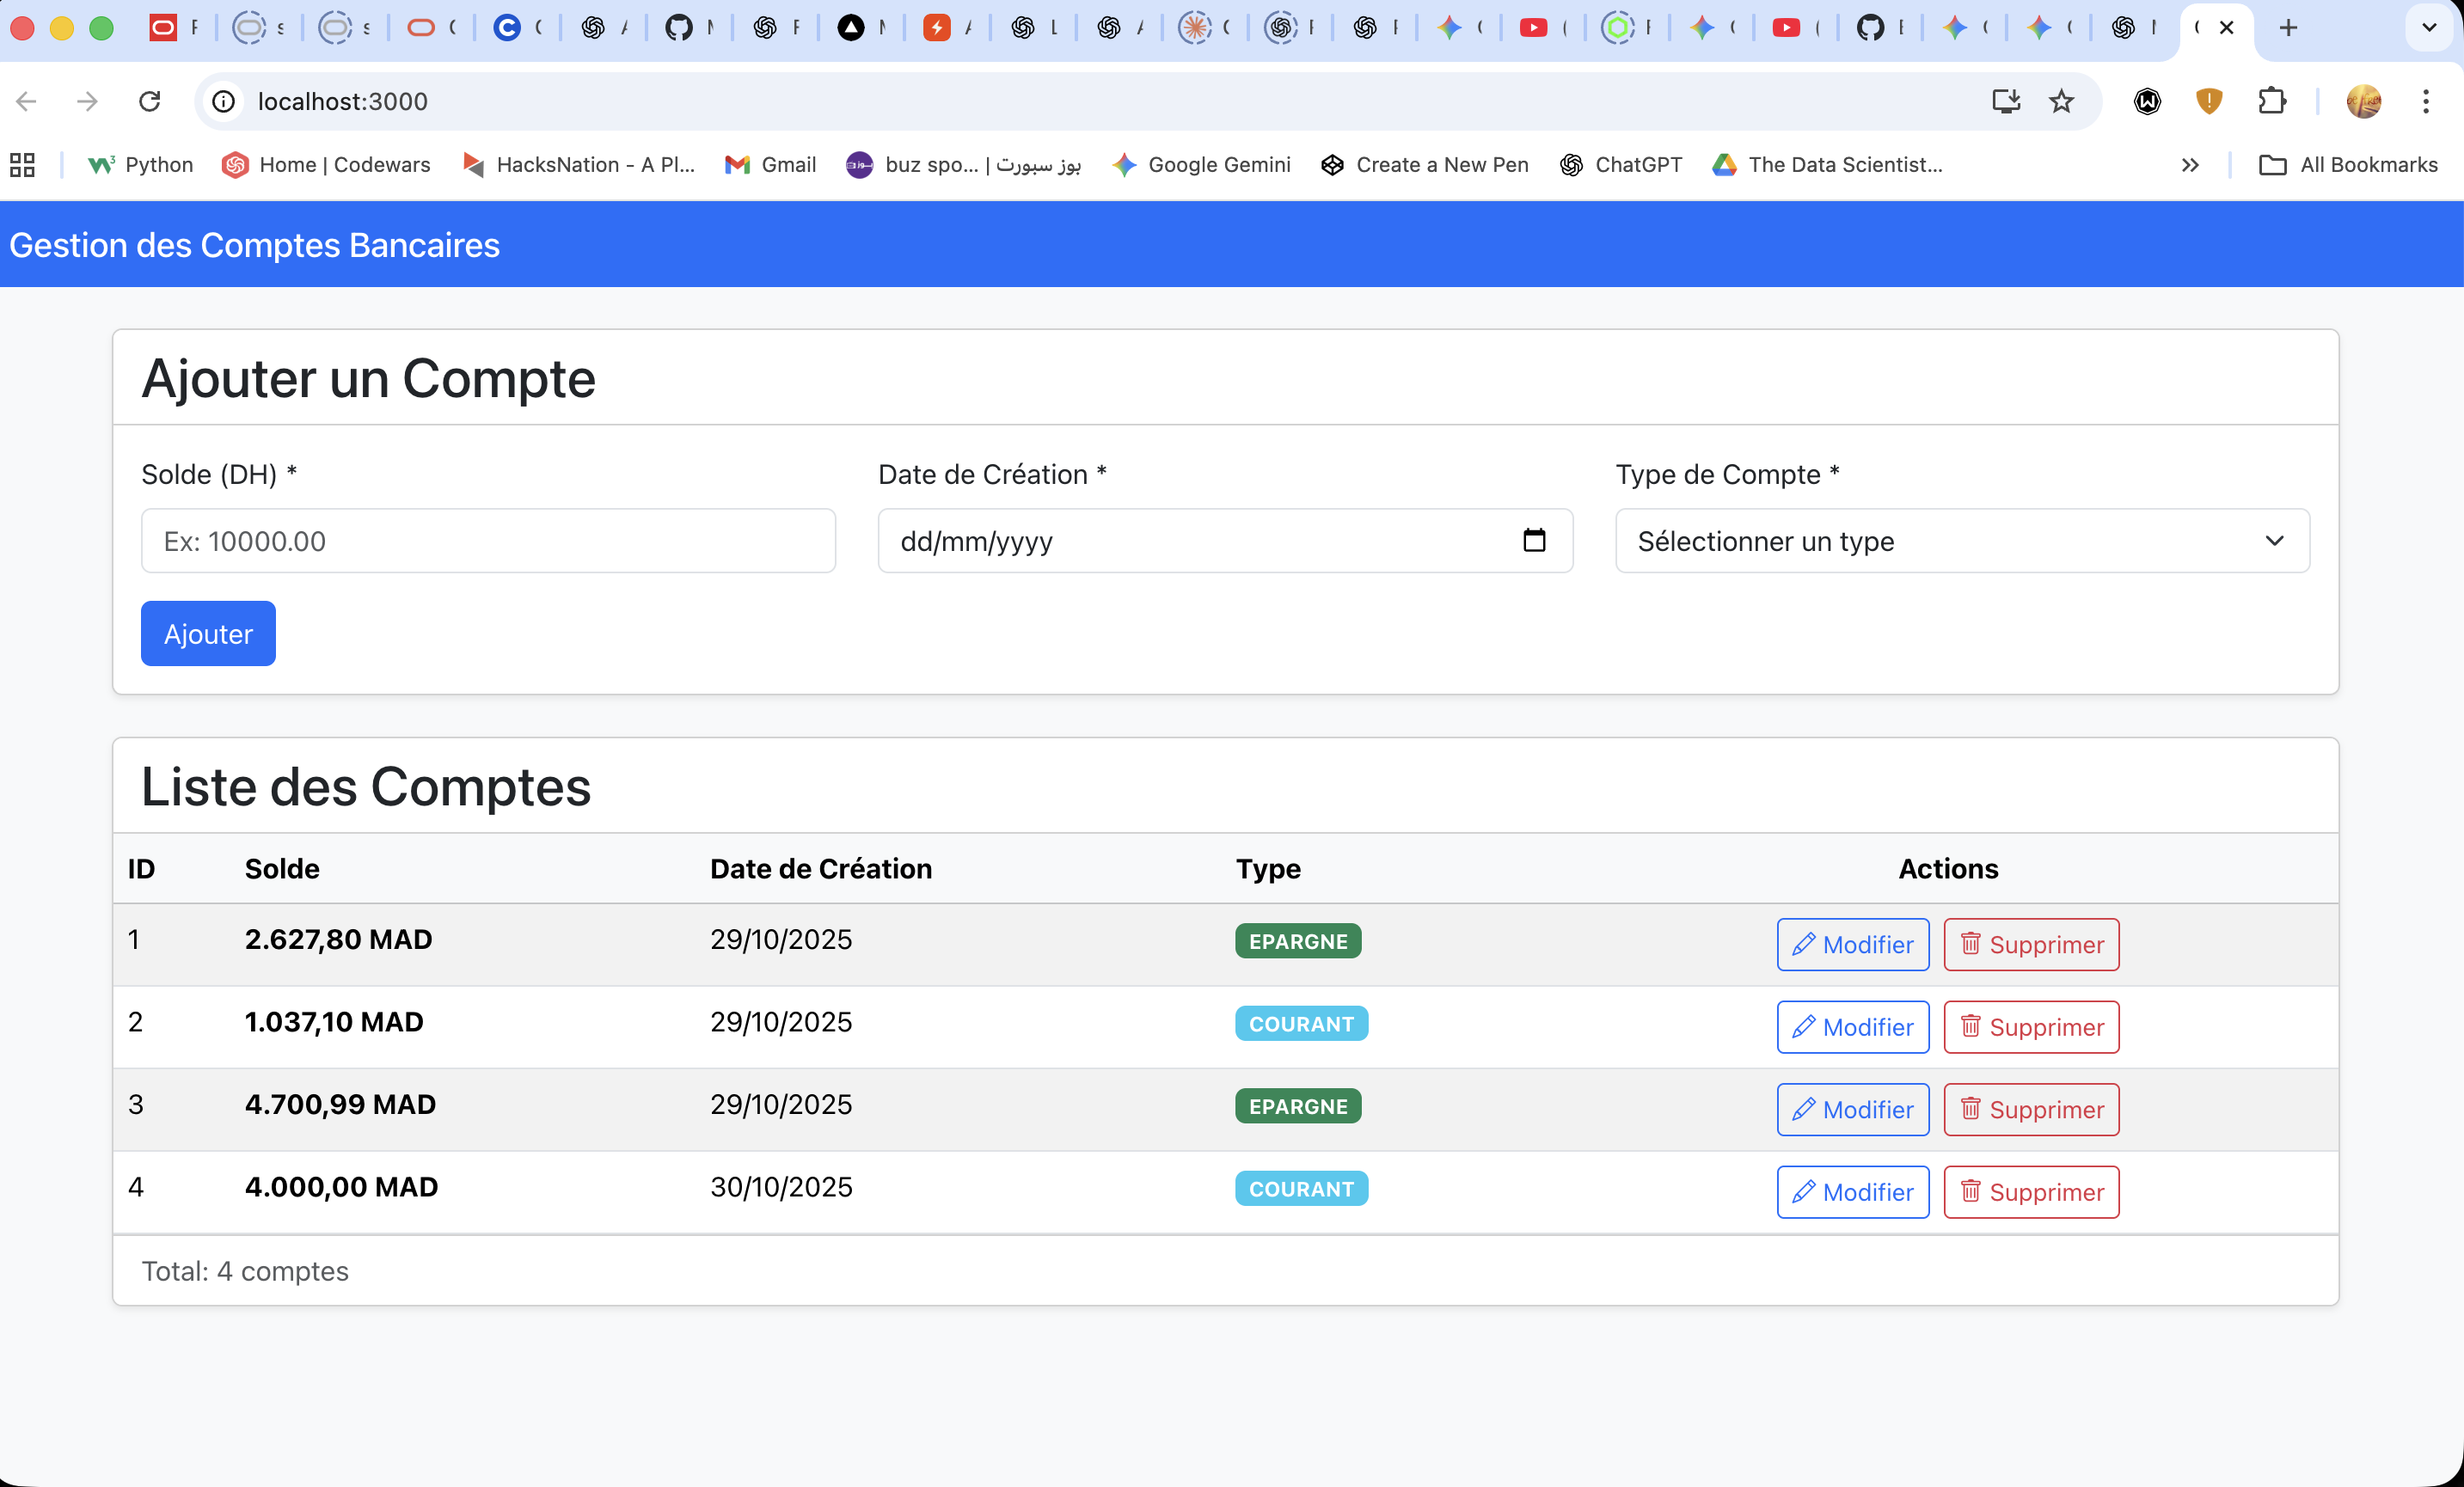 localhost:3000
Python
Home | Codewars
HacksNation - A Pl...
Gmail
buz spo... | بوز سبورت
Google Gemini
Create a New Pen
ChatGPT
The Data Scientist...
All Bookmarks
Gestion des Comptes Bancaires
Ajouter un Compte
Solde (DH) * Date de Création * Type de Compte *
Ex: 10000.00 dd/mm/yyyy Sélectionner un type
Ajouter
Liste des Comptes
ID Solde Date de Création Type Actions
1 2.627,80 MAD 29/10/2025 EPARGNE Modifier Supprimer
2 1.037,10 MAD 29/10/2025 COURANT Modifier Supprimer
3 4.700,99 MAD 29/10/2025 EPARGNE Modifier Supprimer
4 4.000,00 MAD 30/10/2025 COURANT Modifier Supprimer
Total: 4 comptes